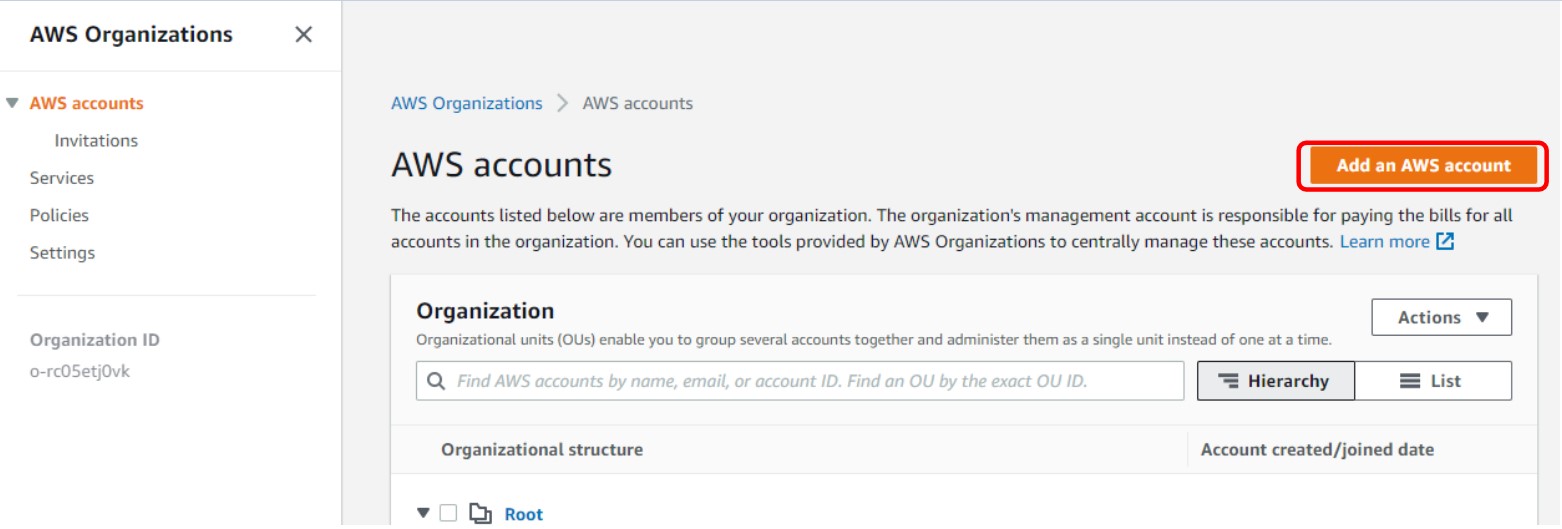 AWS Organizations
AWS accounts
Invitations
Services
Policies
Settings
Organization ID
o-rc05etj0vk
AWS Organizations > AWS accounts
AWS accounts
Add an AWS account
The accounts listed below are members of your organization. The organization's management account is responsible for paying the bills for all
accounts in the organization. You can use the tools provided by AWS Organizations to centrally manage these accounts. Learn more
Organization
Actions
Organizational units (OUs) enable you to group several accounts together and administer them as a single unit instead of one at a time.
Find AWS accounts by name, email, or account ID. Find an OU by the exact OU ID.
Hierarchy
List
Organizational structure
Account created/joined date
Root